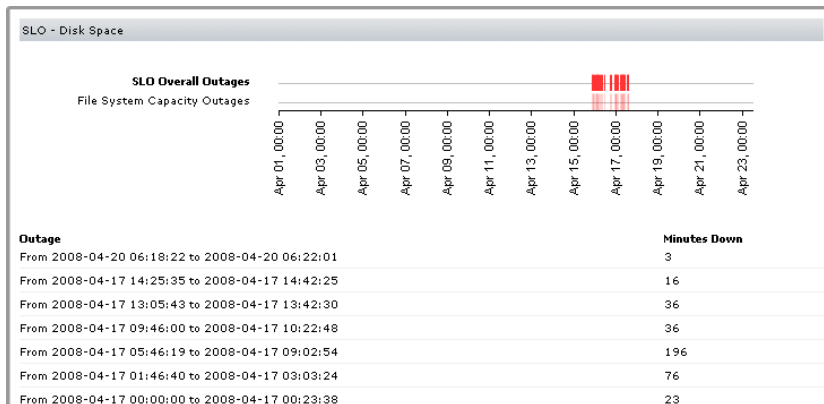 SLO - Disk Space
SLO Overall Outages
File System Capacity Outages
Apr 01, 00:00
Apr 03, 00:00
Apr 05, 00:00
Apr 07, 00:00
Apr 09, 00:00
Apr 11, 00:00
Apr 13, 00:00
Apr 15, 00:00
Apr 17, 00:00
Apr 19, 00:00
Apr 21, 00:00
Apr 23, 00:00
Outage Minutes Down
From 2008-04-20 06:18:22 to 2008-04-20 06:22:01 3
From 2008-04-17 14:25:35 to 2008-04-17 14:42:25 16
From 2008-04-17 13:05:43 to 2008-04-17 13:42:30 36
From 2008-04-17 09:46:00 to 2008-04-17 10:22:48 36
From 2008-04-17 05:46:19 to 2008-04-17 09:02:54 196
From 2008-04-17 01:46:40 to 2008-04-17 03:03:24 76
From 2008-04-17 00:00:00 to 2008-04-17 00:23:38 23